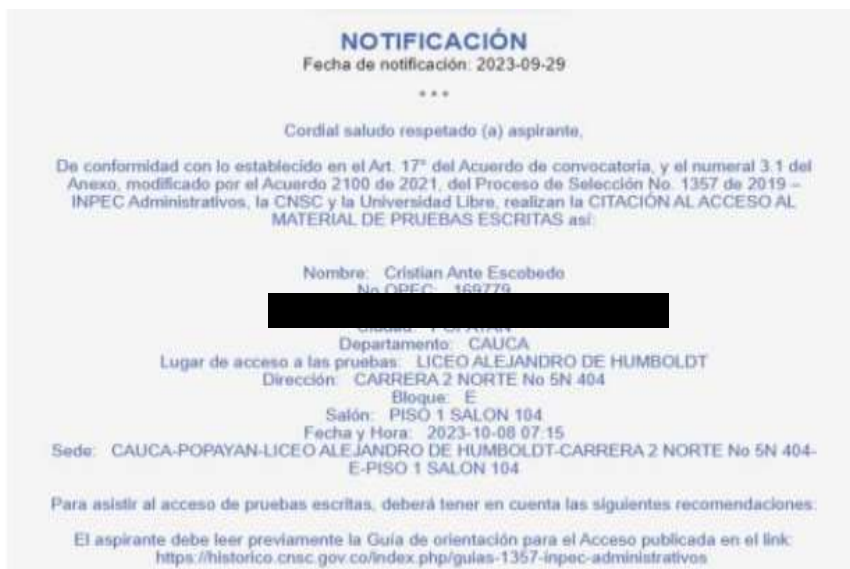 NOTIFICACIÓN
Fecha de notificación: 2023-09-29
* * *
Cordial saludo respetado (a) aspirante,
De conformidad con lo establecido en el Art. 17° del Acuerdo de convocatoria, y el numeral 3.1 del
Anexo, modificado por el Acuerdo 2100 de 2021, del Proceso de Selección No. 1357 de 2019 –
INPEC Administrativos, la CNSC y la Universidad Libre, realizan la CITACIÓN AL ACCESO AL
MATERIAL DE PRUEBAS ESCRITAS así:
Nombre: Cristian Ante Escobedo
No OPEC: 169779
Ciudad: POPAYAN
Departamento: CAUCA
Lugar de acceso a las pruebas: LICEO ALEJANDRO DE HUMBOLDT
Dirección: CARRERA 2 NORTE No 5N 404
Bloque: E
Salón: PISO 1 SALON 104
Fecha y Hora: 2023-10-08 07:15
Sede: CAUCA-POPAYAN-LICEO ALEJANDRO DE HUMBOLDT-CARRERA 2 NORTE No 5N 404-
E-PISO 1 SALON 104
Para asistir al acceso de pruebas escritas, deberá tener en cuenta las siguientes recomendaciones:
El aspirante debe leer previamente la Guía de orientación para el Acceso publicada en el link:
https://historico.cnsc.gov.co/index.php/guias-1357-inpec-administrativos